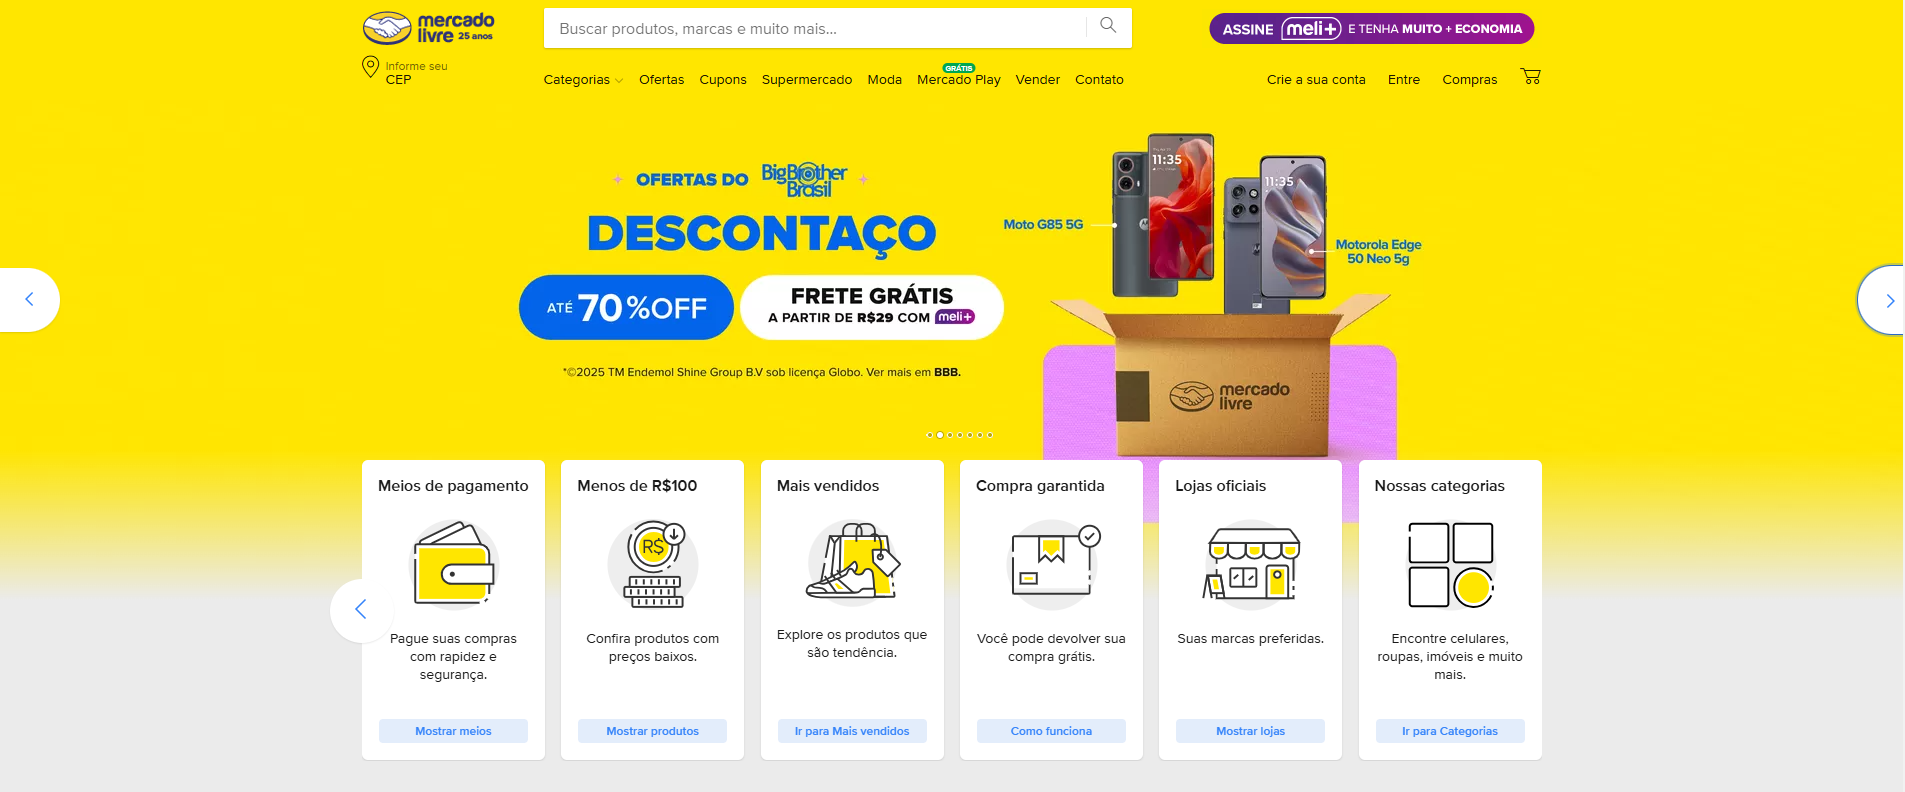 mercado
livre 25 anos
Buscar produtos, marcas e muito mais...
ASSINE meli+ E TENHA MUITO + ECONOMIA
Informe seu
CEP
Categorias
Ofertas
Cupons
Supermercado
Moda
GRÁTIS
Mercado Play
Vender
Contato
Crie a sua conta
Entre
Compras
OFERTAS DO Big Brother
Brasil
DESCONTAÇO
ATÉ 70%OFF
FRETE GRÁTIS
A PARTIR DE R$29 COM meli+
*©2025 TM Endemol Shine Group B.V sob licença Globo. Ver mais em BBB.
11:35
11:35
Moto G85 5G
Motorola Edge
50 Neo 5g
mercado
livre
Meios de pagamento
Pague suas compras
com rapidez e
segurança.
Mostrar meios
Menos de R$100
R$
Confira produtos com
preços baixos.
Mostrar produtos
Mais vendidos
Explore os produtos que
são tendência.
Ir para Mais vendidos
Compra garantida
Você pode devolver sua
compra grátis.
Como funciona
Lojas oficiais
Suas marcas preferidas.
Mostrar lojas
Nossas categorias
Encontre celulares,
roupas, imóveis e muito
mais.
Ir para Categorias